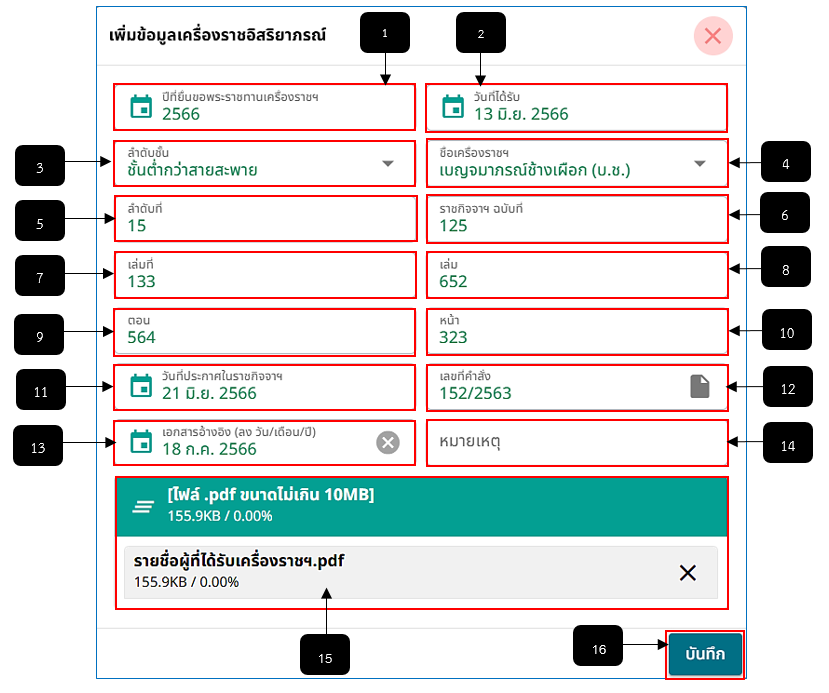 เพิ่มข้อมูลเครื่องราชอิสริยาภรณ์
1
2
ปีที่ยื่นขอพระราชทานเครื่องราชฯ
2566
วันที่ได้รับ
13 มิ.ย. 2566
3
ลำดับชั้น
ชั้นต่ำกว่าสายสะพาย
ชื่อเครื่องราชฯ
เบญจมาภรณ์ช้างเผือก (บ.ช.)
4
5
ลำดับที่
15
ราชกิจจาฯ ฉบับที่
125
6
7
เล่มที่
133
เล่ม
652
8
9
ตอน
564
หน้า
323
10
11
วันที่ประกาศในราชกิจจาฯ
21 มิ.ย. 2566
เลขที่คำสั่ง
152/2563
12
13
เอกสารอ้างอิง (ลง วัน/เดือน/ปี)
18 ก.ค. 2566
หมายเหตุ
14
[ไฟล์ .pdf ขนาดไม่เกิน 10MB]
155.9KB / 0.00%
รายชื่อผู้ที่ได้รับเครื่องราชฯ.pdf
155.9KB / 0.00%
15
16
บันทึก